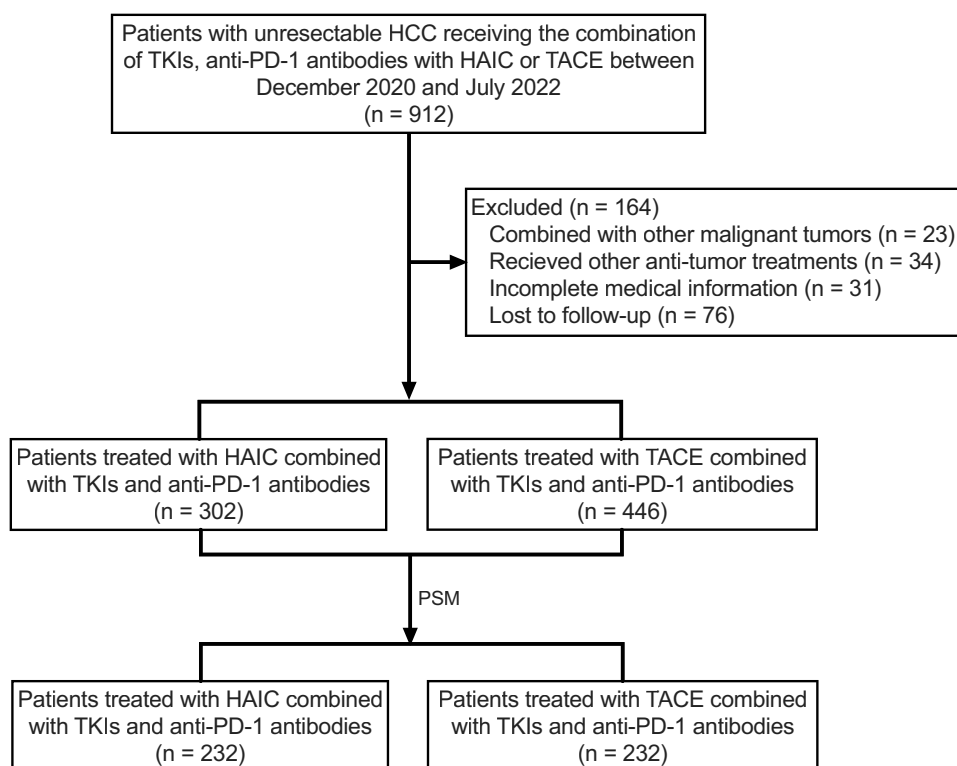 Patients with unresectable HCC receiving the combination
of TKIs, anti-PD-1 antibodies with HAIC or TACE between
December 2020 and July 2022
(n = 912)
Excluded (n = 164)
Combined with other malignant tumors (n = 23)
Recieved other anti-tumor treatments (n = 34)
Incomplete medical information (n = 31)
Lost to follow-up (n = 76)
Patients treated with HAIC combined
with TKIs and anti-PD-1 antibodies
(n = 302)
Patients treated with TACE combined
with TKIs and anti-PD-1 antibodies
(n = 446)
PSM
Patients treated with HAIC combined
with TKIs and anti-PD-1 antibodies
(n = 232)
Patients treated with TACE combined
with TKIs and anti-PD-1 antibodies
(n = 232)